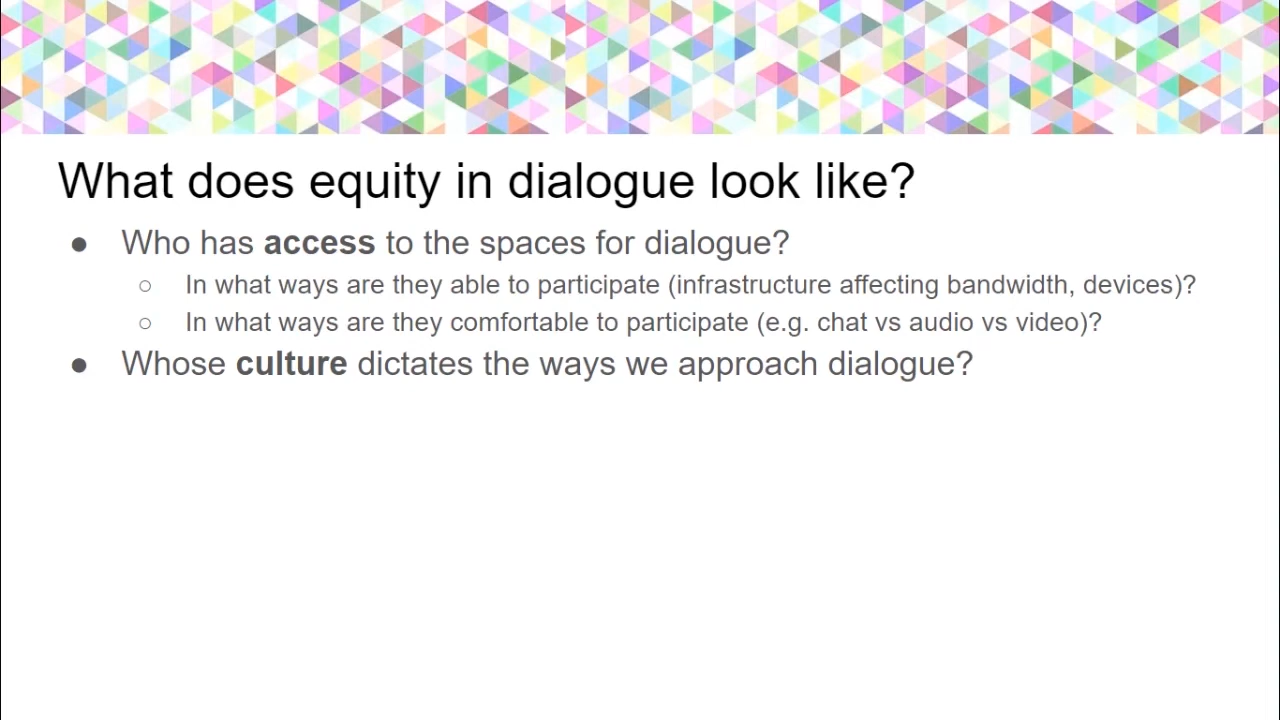 What does equity in dialogue look like?
● Who has access to the spaces for dialogue?
○ In what ways are they able to participate (infrastructure affecting bandwidth, devices)?
○ In what ways are they comfortable to participate (e.g. chat vs audio vs video)?
● Whose culture dictates the ways we approach dialogue?